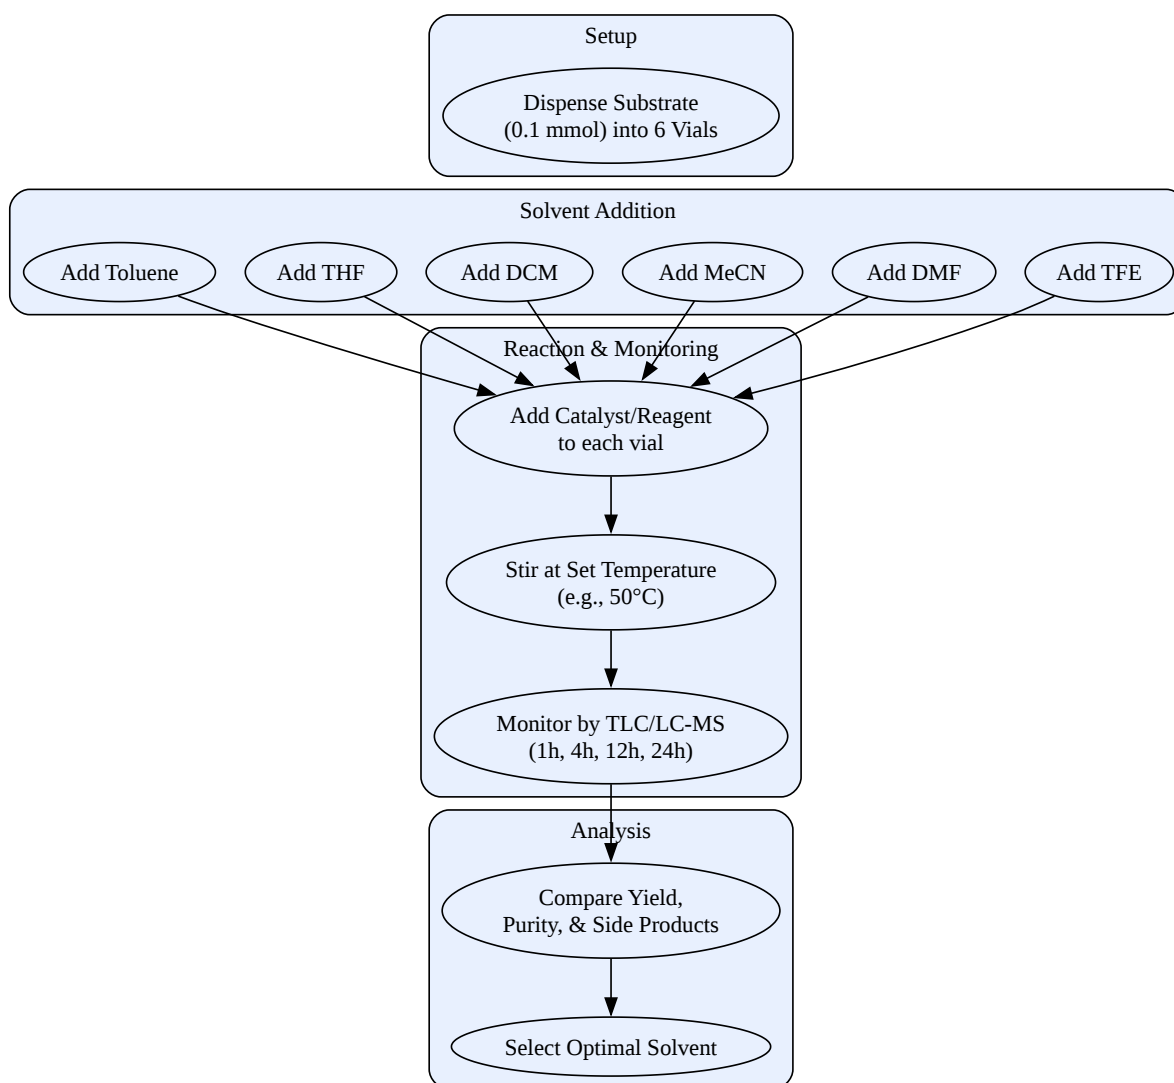 Setup
Dispense Substrate
(0.1 mmol) into 6 Vials
Solvent Addition
Add Toluene
Add THF
Add DCM
Add MeCN
Add DMF
Add TFE
Reaction & Monitoring
Add Catalyst/Reagent
to each vial
Stir at Set Temperature
(e.g., 50°C)
Monitor by TLC/LC-MS
(1h, 4h, 12h, 24h)
Analysis
Compare Yield,
Purity, & Side Products
Select Optimal Solvent